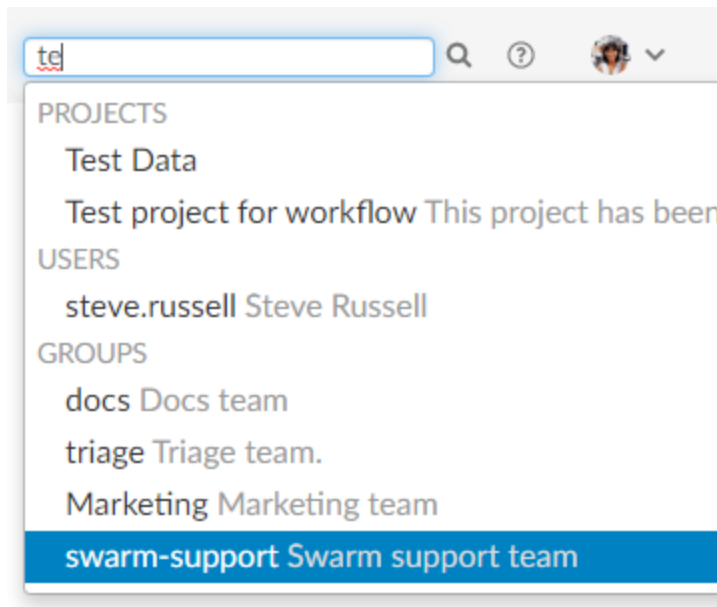 te
PROJECTS
Test Data
Test project for workflow This project has been
USERS
steve.russell Steve Russell
GROUPS
docs Docs team
triage Triage team.
Marketing Marketing team
swarm-support Swarm support team